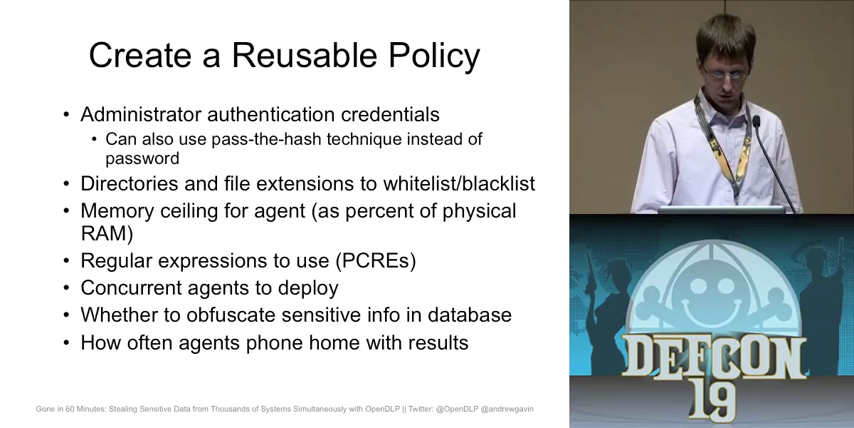 Create a Reusable Policy
• Administrator authentication credentials
• Can also use pass-the-hash technique instead of
password
• Directories and file extensions to whitelist/blacklist
• Memory ceiling for agent (as percent of physical
RAM)
• Regular expressions to use (PCREs)
• Concurrent agents to deploy
• Whether to obfuscate sensitive info in database
• How often agents phone home with results
Gone in 60 Minutes: Stealing Sensitive Data from Thousands of Systems Simultaneously with OpenDLP || Twitter: @OpenDLP @andrewgavin
DEFCON
19